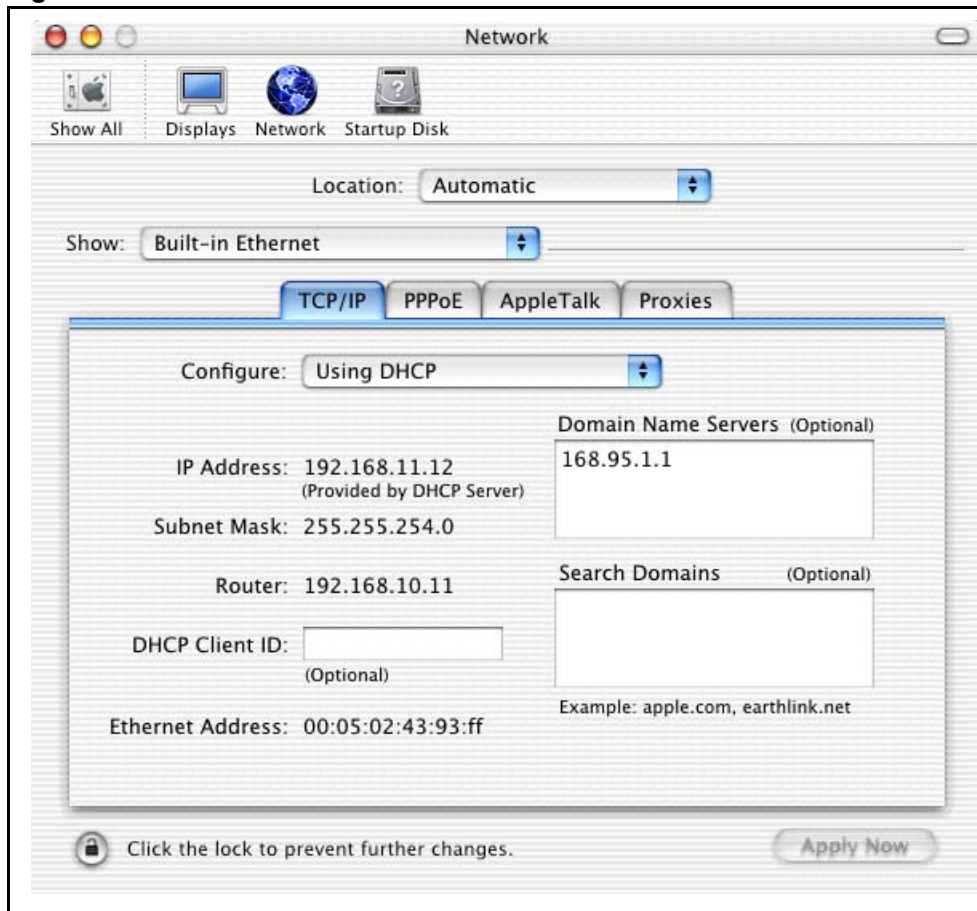 Network
Show All Displays Network Startup Disk
Location: Automatic
Show: Built-in Ethernet
TCP/IP PPPoE AppleTalk Proxies
Configure: Using DHCP
Domain Name Servers (Optional)
168.95.1.1
IP Address: 192.168.11.12
(Provided by DHCP Server)
Subnet Mask: 255.255.254.0
Router: 192.168.10.11
Search Domains (Optional)
DHCP Client ID:
(Optional)
Example: apple.com, earthlink.net
Ethernet Address: 00:05:02:43:93:ff
Click the lock to prevent further changes.
Apply Now